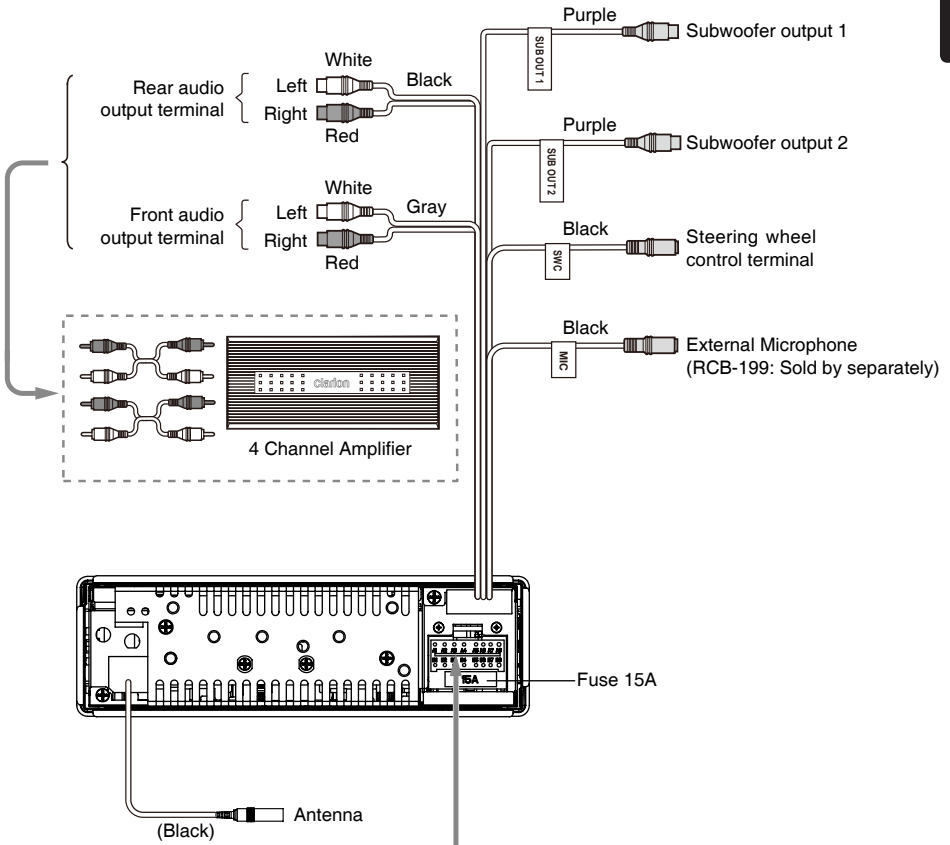 Purple
SUB OUT 1
Subwoofer output 1
White
Rear audio
output terminal
Left
Black
Right
Red
Purple
SUB OUT 2
Subwoofer output 2
White
Front audio
output terminal
Left
Gray
Right
Red
Black
SWC
Steering wheel
control terminal
Black
MIC
External Microphone
(RCB-199: Sold by separately)
clarion
4 Channel Amplifier
15A
Fuse 15A
Antenna
(Black)